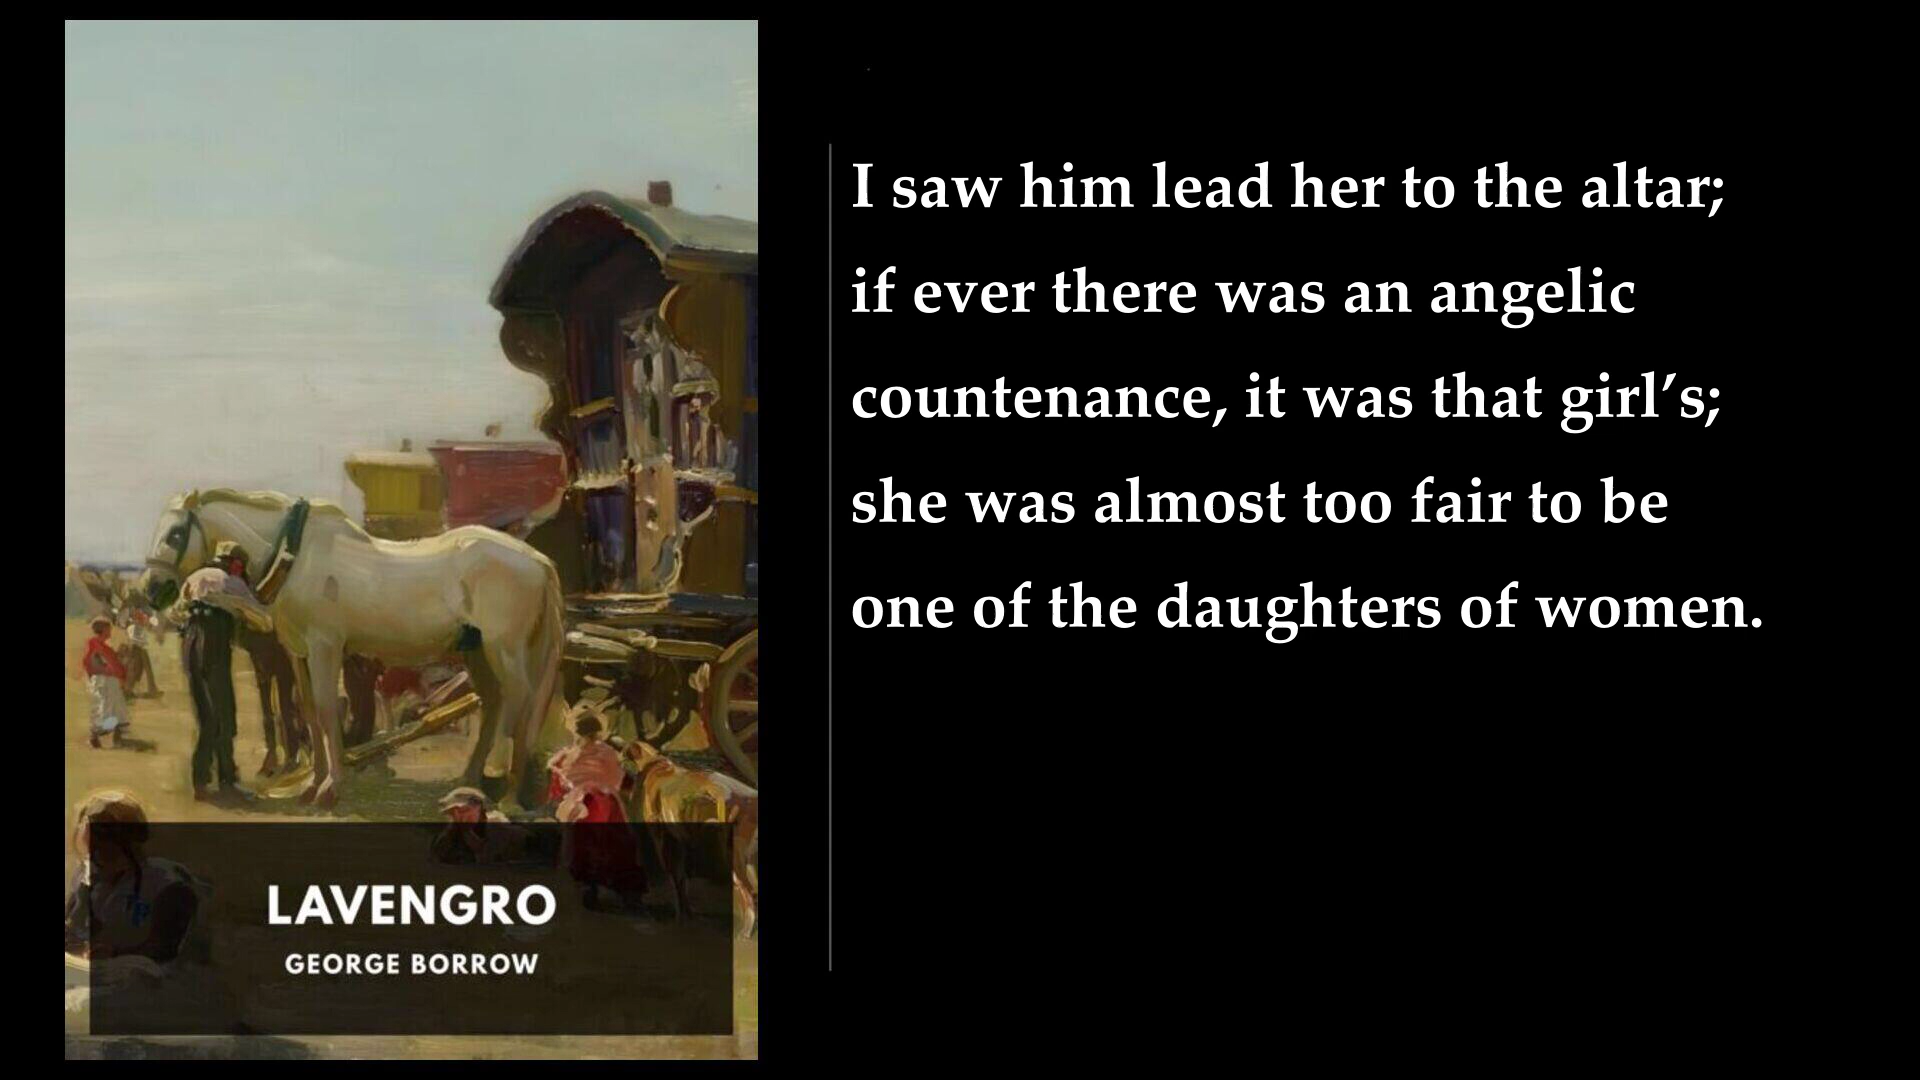 LAVENGRO
GEORGE BORROW
I saw him lead her to the altar;
if ever there was an angelic
countenance, it was that girl’s;
she was almost too fair to be
one of the daughters of women.